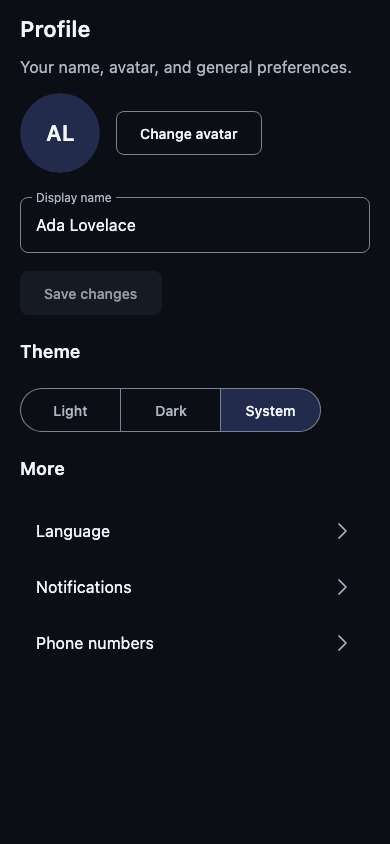 Profile
Your name, avatar, and general preferences.
AL
Change avatar
Display name
Ada Lovelace
Save changes
Theme
Light
Dark
System
More
Language
Notifications
Phone numbers